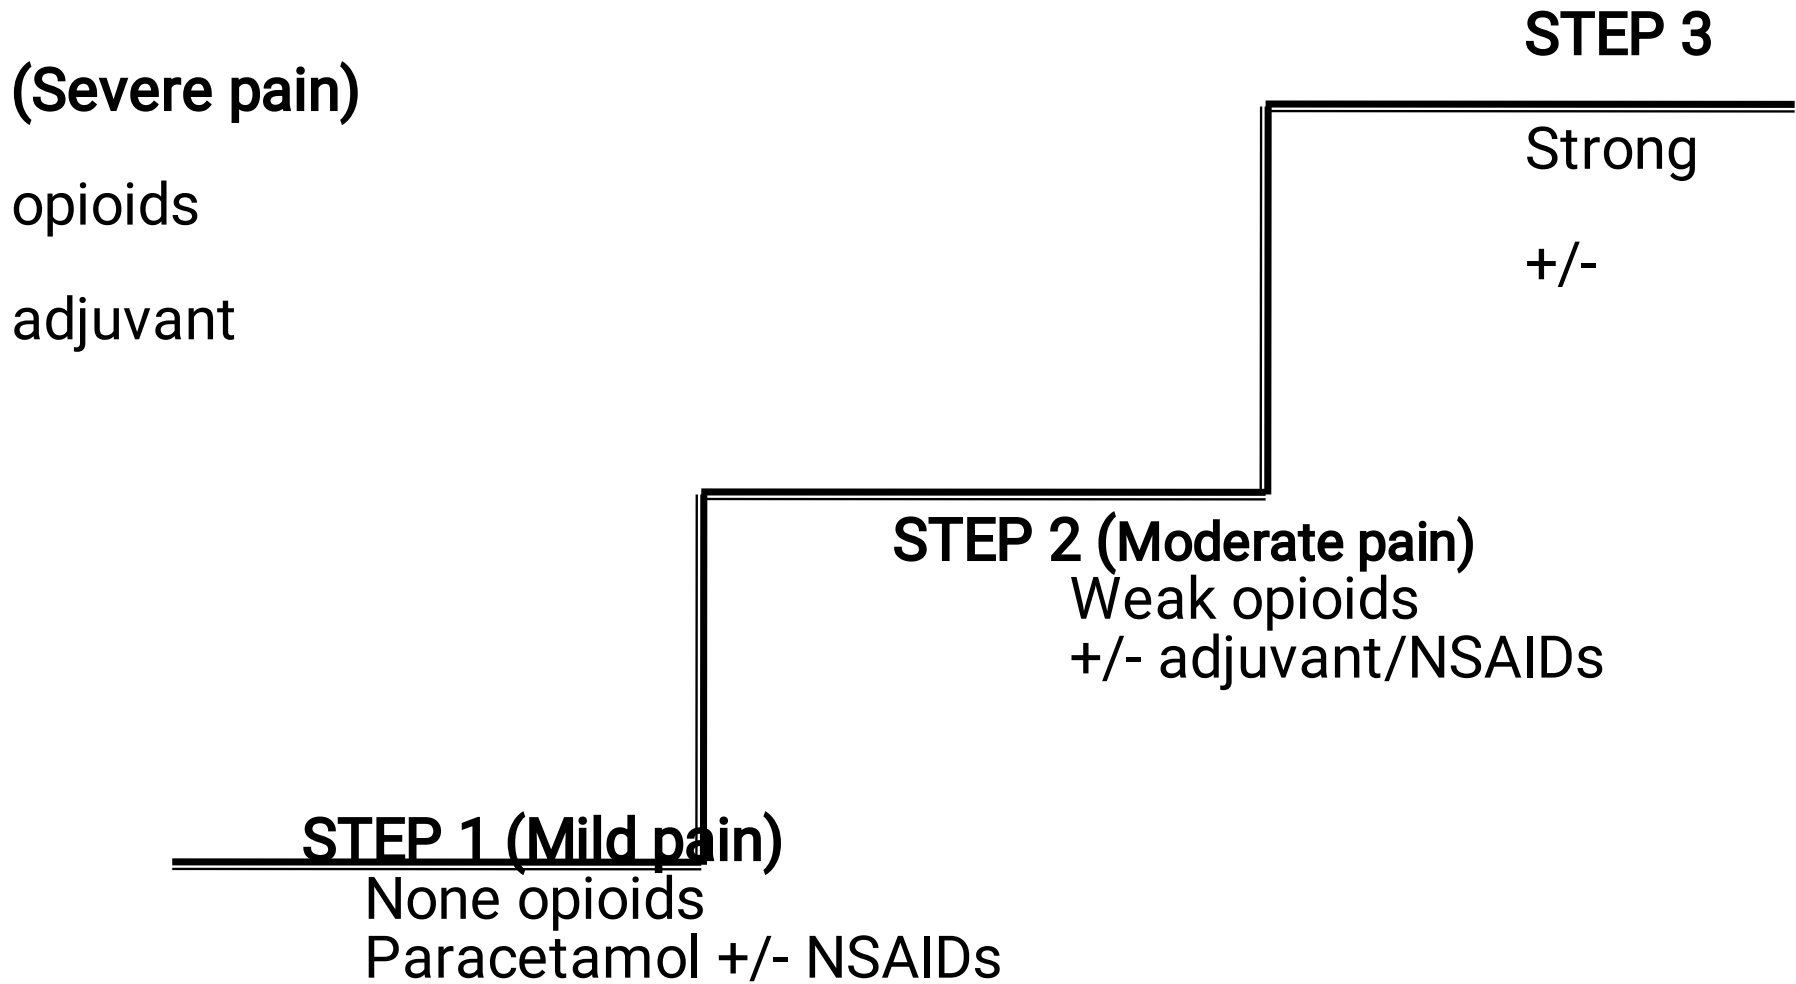 STEP 3
(Severe pain)
Strong
opioids
+/-
adjuvant
STEP 2 (Moderate pain)
Weak opioids
+/- adjuvant/NSAIDs
STEP 1 (Mild pain)
None opioids
Paracetamol +/- NSAIDs